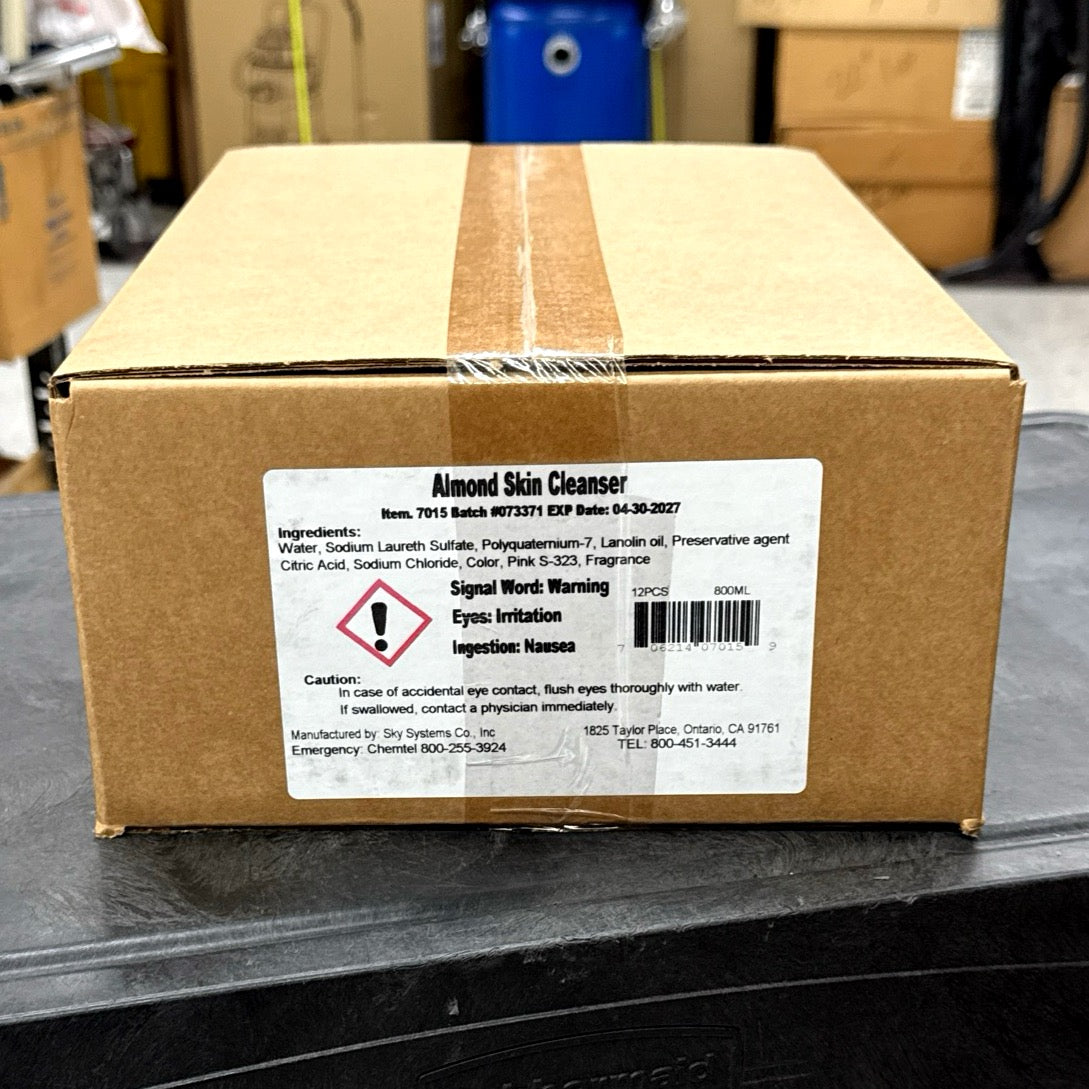 Almond Skin Cleanser
Item. 7015 Batch #073371 EXP Date: 04-30-2027
Ingredients:
Water, Sodium Laureth Sulfate, Polyquaternium-7, Lanolin oil, Preservative agent
Citric Acid, Sodium Chloride, Color, Pink S-323, Fragrance
Signal Word: Warning
12PCS 800ML
Eyes: Irritation
Ingestion: Nausea
7 06214 07015 9
Caution:
In case of accidental eye contact, flush eyes thoroughly with water.
If swallowed, contact a physician immediately.
Manufactured by: Sky Systems Co., Inc 1825 Taylor Place, Ontario, CA 91761
Emergency: Chemtel 800-255-3924 TEL: 800-451-3444